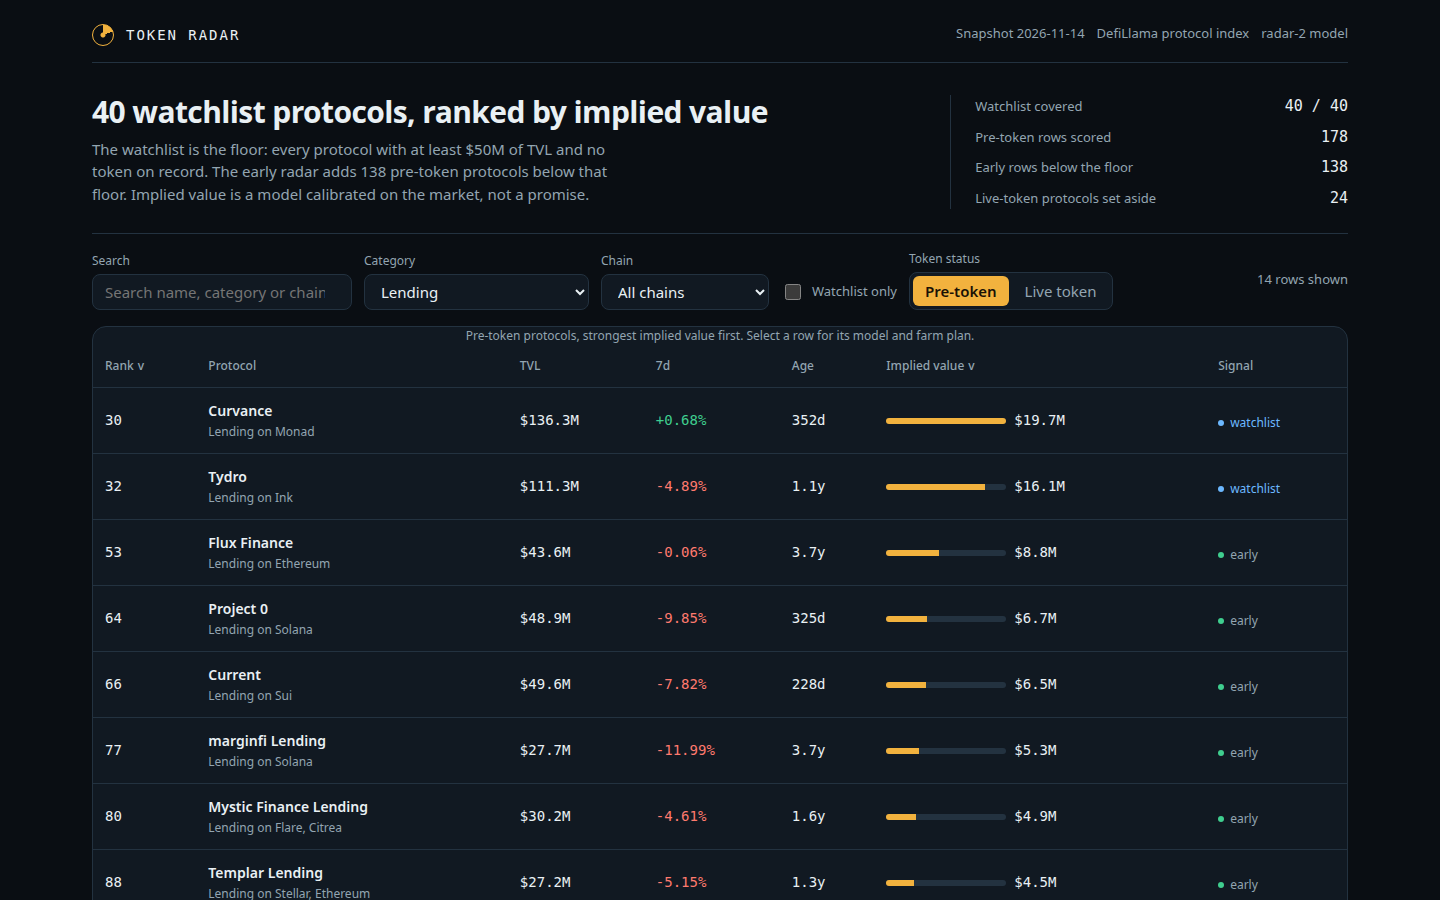 TOKEN RADAR
Snapshot 2026-11-14 DefiLlama protocol index radar-2 model
40 watchlist protocols, ranked by implied value
The watchlist is the floor: every protocol with at least $50M of TVL and no
token on record. The early radar adds 138 pre-token protocols below that
floor. Implied value is a model calibrated on the market, not a promise.
Watchlist covered 40 / 40
Pre-token rows scored 178
Early rows below the floor 138
Live-token protocols set aside 24
Search Category Chain Token status
Search name, category or chain Lending All chains Watchlist only Pre-token Live token 14 rows shown
Pre-token protocols, strongest implied value first. Select a row for its model and farm plan.
Rank v Protocol TVL 7d Age Implied value v Signal
30 Curvance $136.3M +0.68% 352d $19.7M watchlist
Lending on Monad
32 Tydro $111.3M -4.89% 1.1y $16.1M watchlist
Lending on Ink
53 Flux Finance $43.6M -0.06% 3.7y $8.8M early
Lending on Ethereum
64 Project 0 $48.9M -9.85% 325d $6.7M early
Lending on Solana
66 Current $49.6M -7.82% 228d $6.5M early
Lending on Sui
77 marginfi Lending $27.7M -11.99% 3.7y $5.3M early
Lending on Solana
80 Mystic Finance Lending $30.2M -4.61% 1.6y $4.9M early
Lending on Flare, Citrea
88 Templar Lending $27.2M -5.15% 1.3y $4.5M early
Lending on Stellar, Ethereum